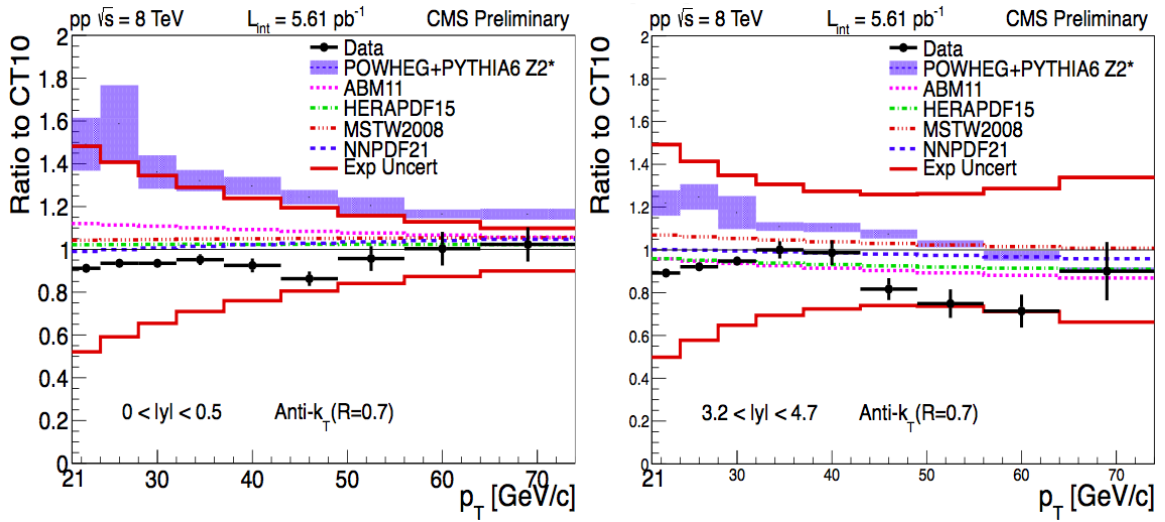 pp √s = 8 TeV L_int = 5.61 pb⁻¹ CMS Preliminary
Ratio to CT10
2
1.8
1.6
1.4
1.2
1
0.8
0.6
0.4
0.2
0
Data
POWHEG+PYTHIA6 Z2*
ABM11
HERAPDF15
MSTW2008
NNPDF21
Exp Uncert
0 < |y| < 0.5 Anti-k_T(R=0.7)
21 30 40 50 60 70
p_T [GeV/c]
pp √s = 8 TeV L_int = 5.61 pb⁻¹ CMS Preliminary
Ratio to CT10
2
1.8
1.6
1.4
1.2
1
0.8
0.6
0.4
0.2
0
Data
POWHEG+PYTHIA6 Z2*
ABM11
HERAPDF15
MSTW2008
NNPDF21
Exp Uncert
3.2 < |y| < 4.7 Anti-k_T(R=0.7)
21 30 40 50 60 70
p_T [GeV/c]